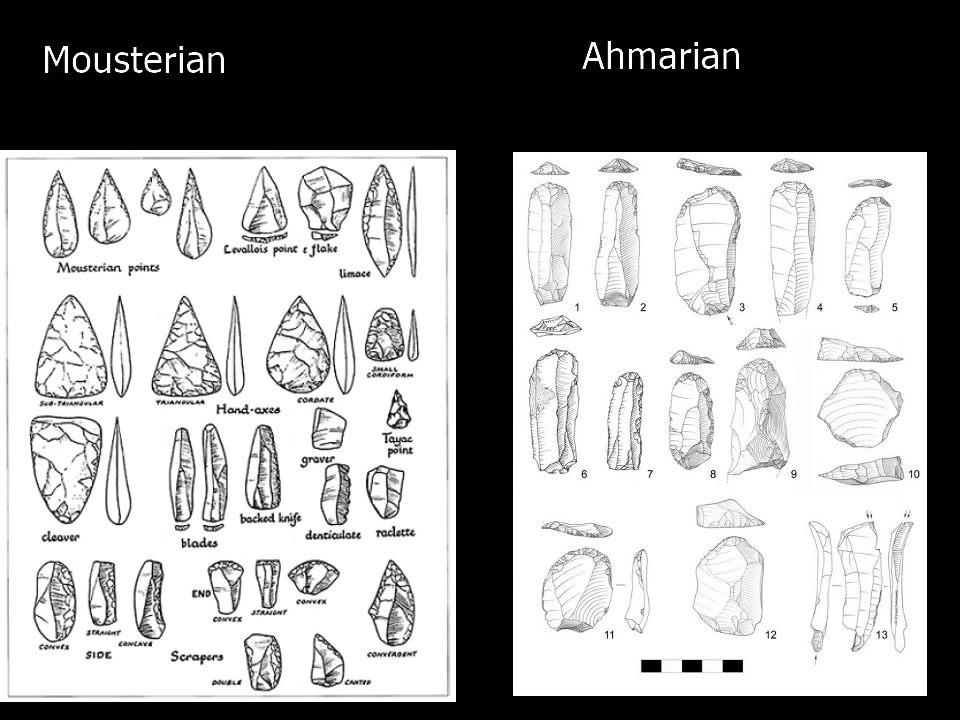 Mousterian
Ahmarian
Mousterian points
Levallois point & flake
limace
SUB-TRIANGULAR
TRIANGULAR
CORDATE
SMALL CORDIFORM
Hand-axes
Tayac point
graver
cleaver
blades
backed knife
denticulate
raclette
CONVEX
STRAIGHT
CONCAVE
SIDE
END
CONVEX
STRAIGHT
CONVEX
Scrapers
CONVERGENT
DOUBLE
CANTED
1
2
3
4
5
6
7
8
9
10
11
12
13